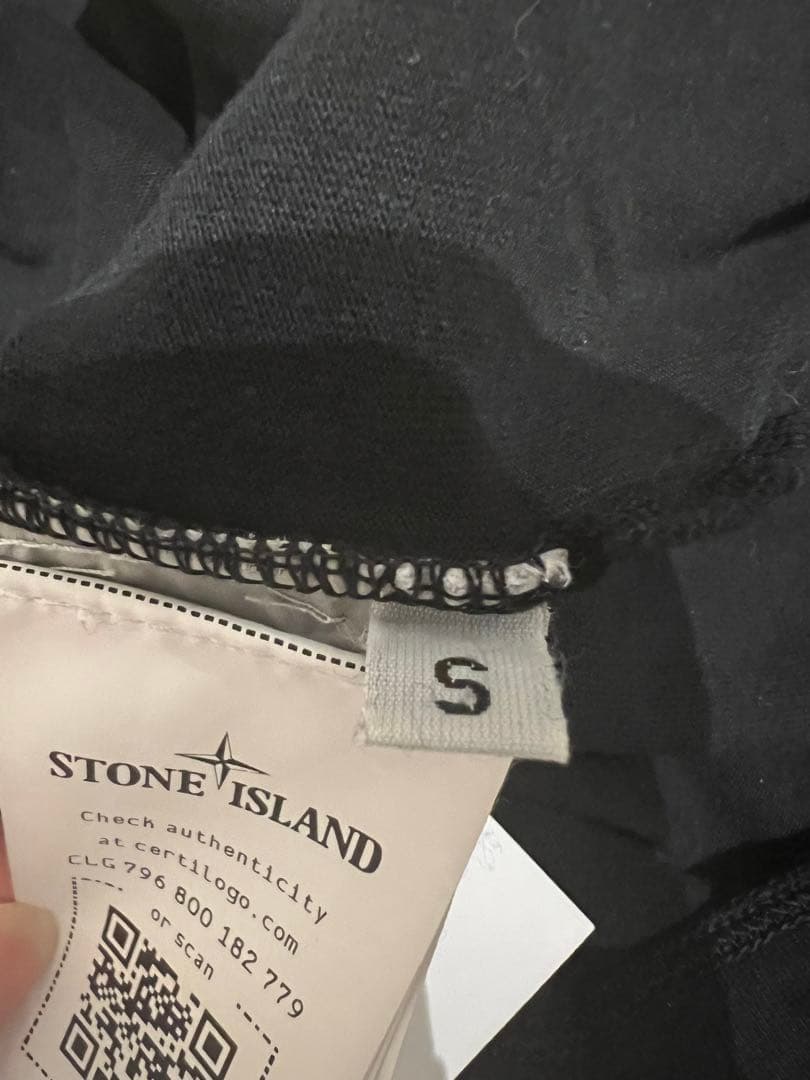 S
STONE ISLAND
Check authenticity
at certilogo.com
CLG 796 800 182 779
or scan